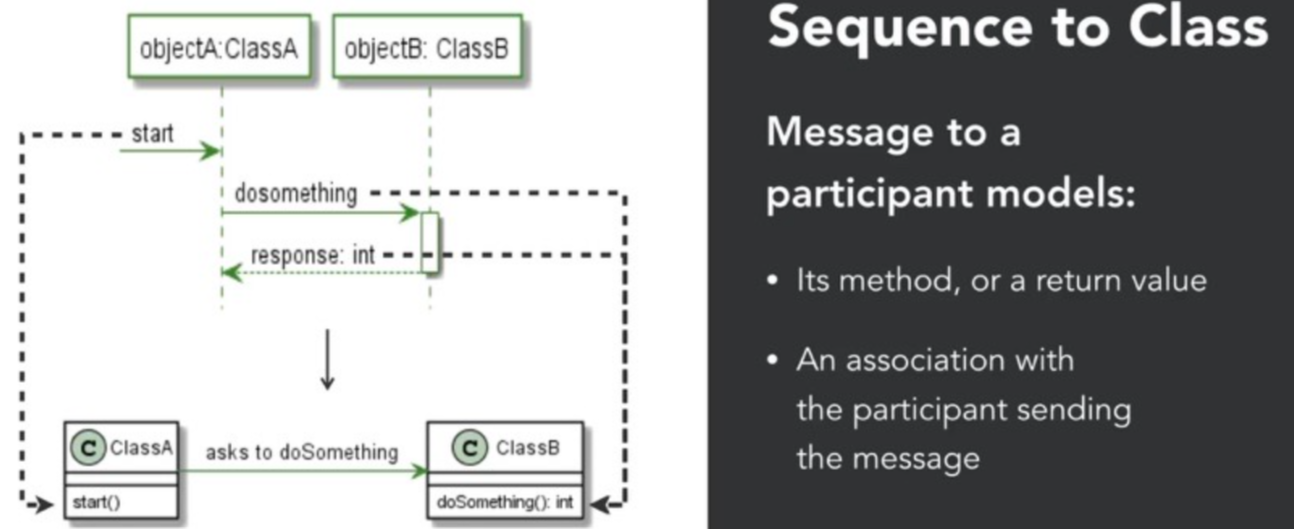 objectA:ClassA
objectB: ClassB
start
dosomething
response: int
C ClassA
start()
asks to doSomething
C ClassB
doSomething(): int
Sequence to Class
Message to a
participant models:
• Its method, or a return value
• An association with
the participant sending
the message